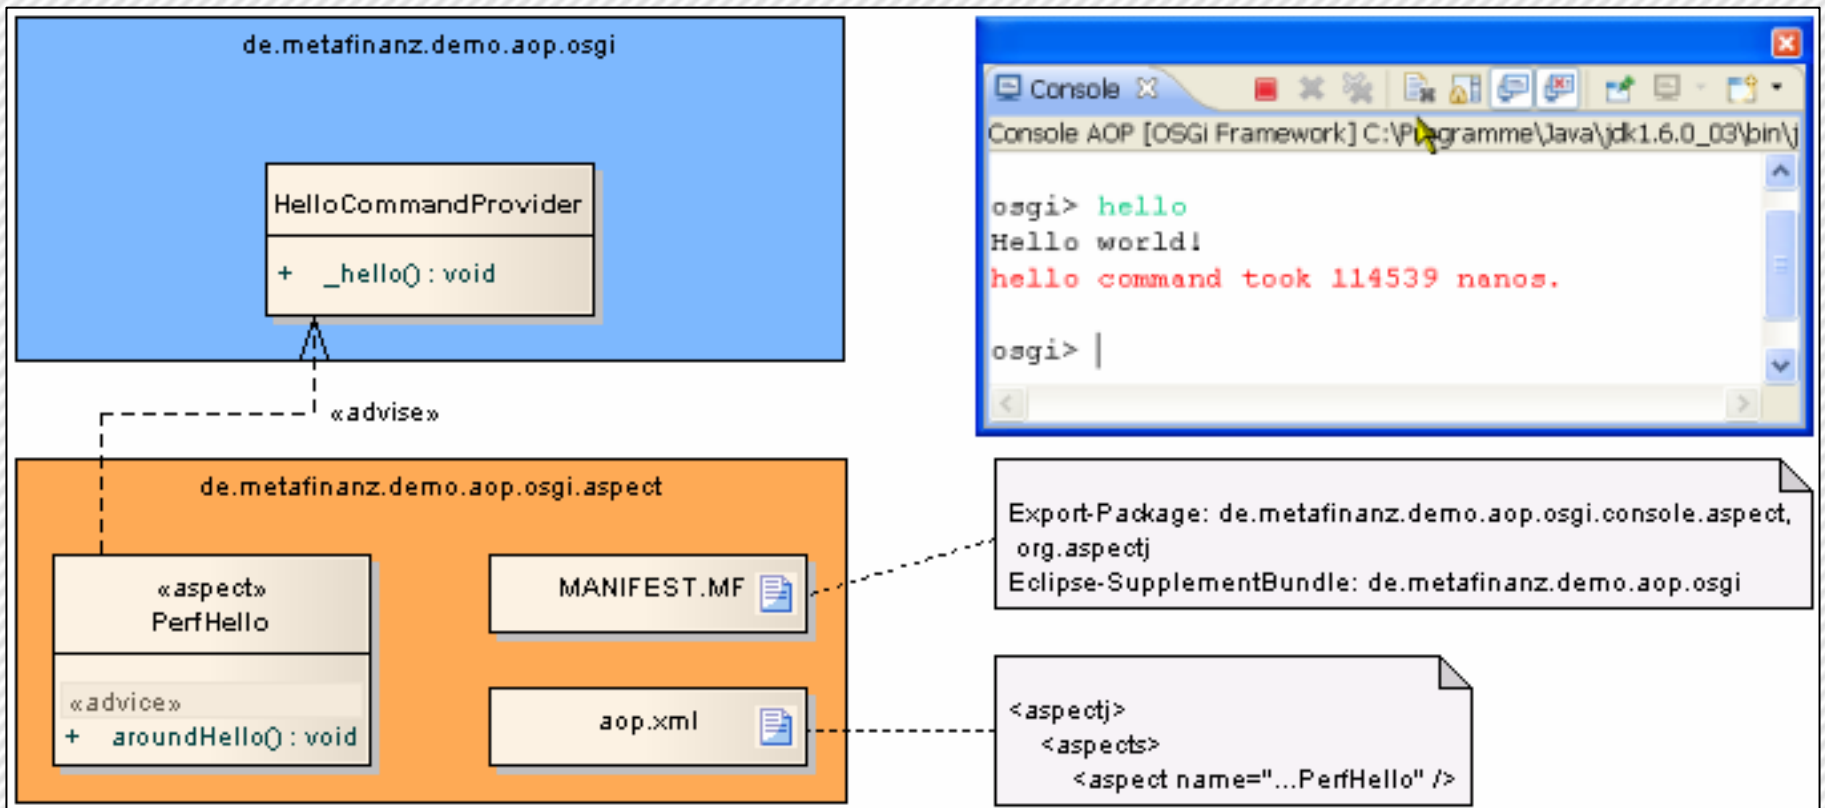 de.metafinanz.demo.aop.osgi
HelloCommandProvider
+ _hello() : void
«advise»
de.metafinanz.demo.aop.osgi.aspect
«aspect»
PerfHello
«advice»
+ aroundHello() : void
MANIFEST.MF
aop.xml
Console
Console AOP [OSGi Framework] C:\Programme\Java\jdk1.6.0_03\bin\j
osgi> hello
Hello world!
hello command took 114539 nanos.
osgi>
Export-Package: de.metafinanz.demo.aop.osgi.console.aspect,
org.aspectj
Eclipse-SupplementBundle: de.metafinanz.demo.aop.osgi
<aspectj>
<aspects>
<aspect name="...PerfHello" />